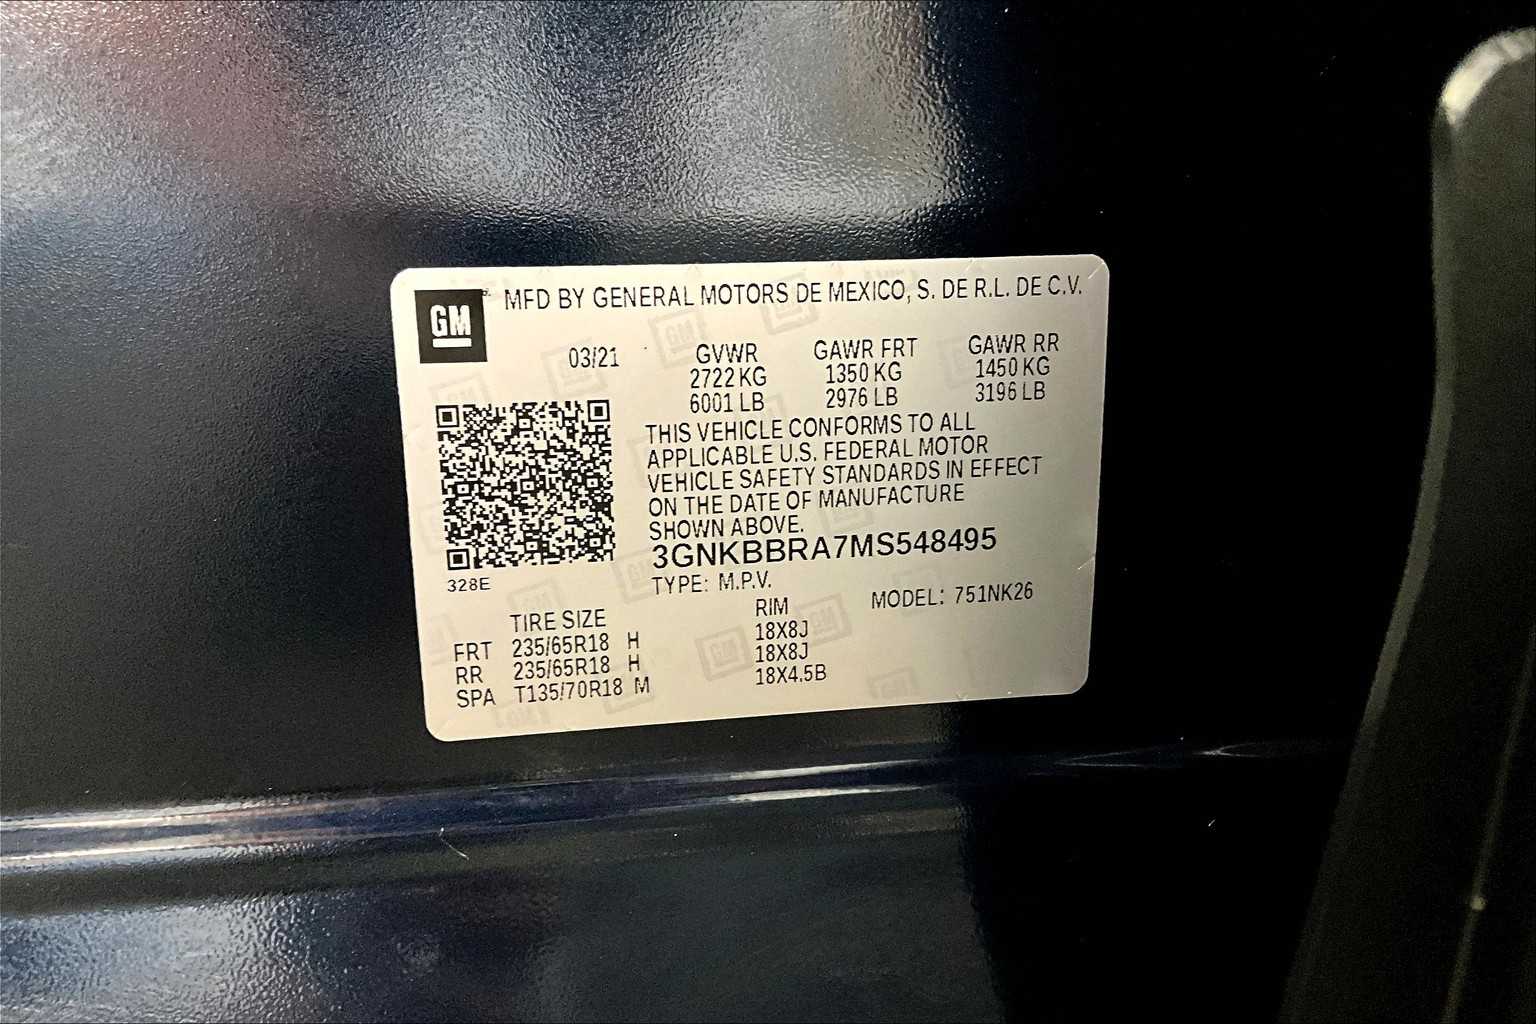 GM MFD BY GENERAL MOTORS DE MEXICO, S. DE R.L. DE C.V.
03/21 GVWR GAWR FRT GAWR RR
2722 KG 1350 KG 1450 KG
6001 LB 2976 LB 3196 LB
THIS VEHICLE CONFORMS TO ALL
APPLICABLE U.S. FEDERAL MOTOR
VEHICLE SAFETY STANDARDS IN EFFECT
ON THE DATE OF MANUFACTURE
SHOWN ABOVE.
3GNKBBRA7MS548495
328E TYPE: M.P.V. MODEL: 751NK26
TIRE SIZE RIM
FRT 235/65R18 H 18X8J
RR 235/65R18 H 18X8J
SPA T135/70R18 M 18X4.5B